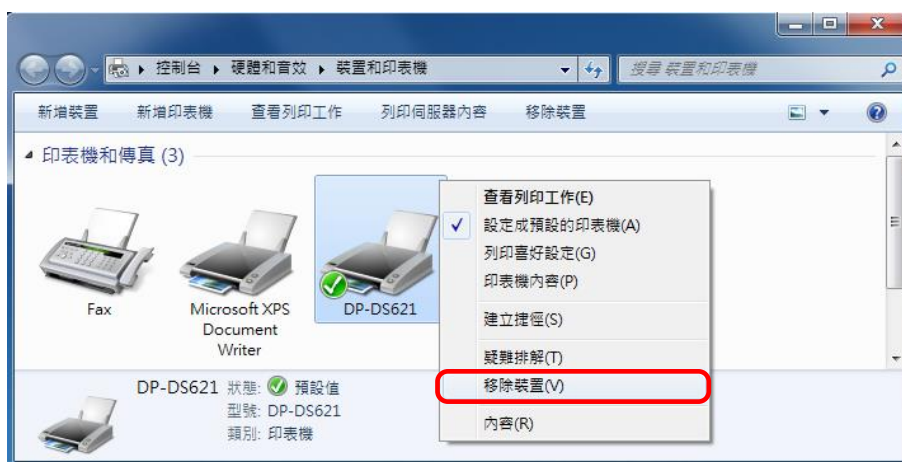 控制台 ▸ 硬體和音效 ▸ 裝置和印表機
搜尋 裝置和印表機
新增裝置 新增印表機 查看列印工作 列印伺服器內容 移除裝置
印表機和傳真 (3)
Fax
Microsoft XPS
Document
Writer
DP-DS621
查看列印工作(E)
設定成預設的印表機(A)
列印喜好設定(G)
印表機內容(P)
建立捷徑(S)
疑難排解(T)
移除裝置(V)
內容(R)
DP-DS621 狀態: 預設值
型號: DP-DS621
類別: 印表機